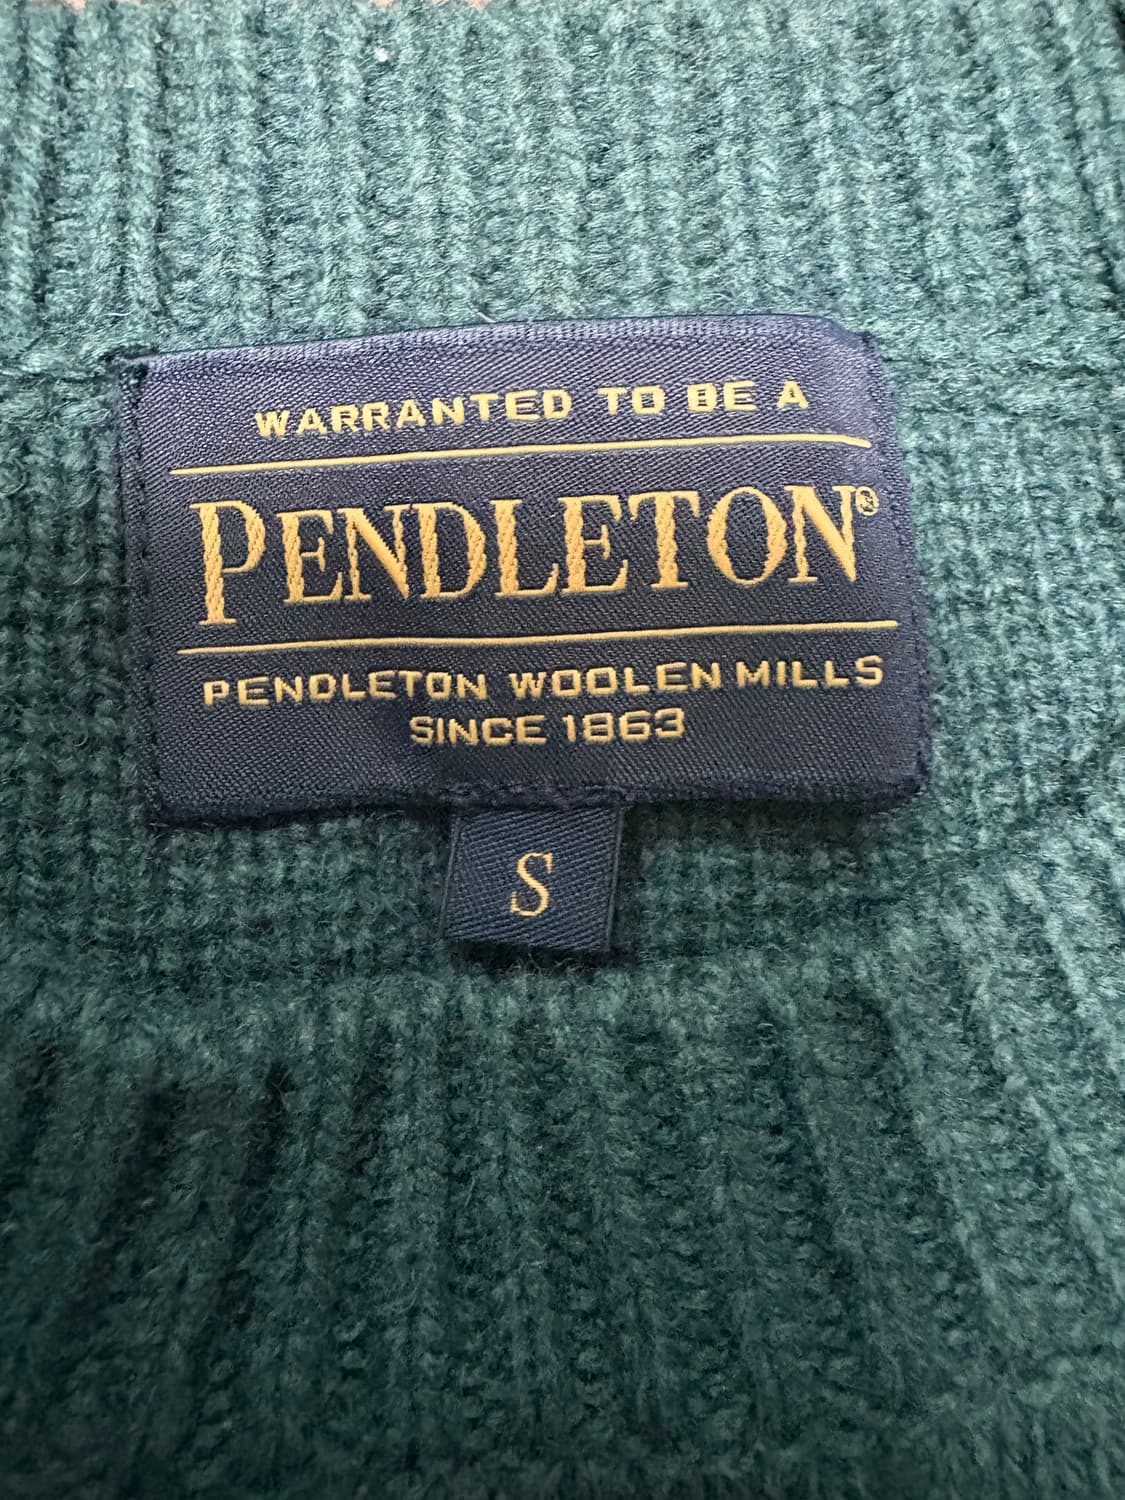 WARRANTED TO BE A
PENDLETON®
PENDLETON WOOLEN MILLS
SINCE 1863
S